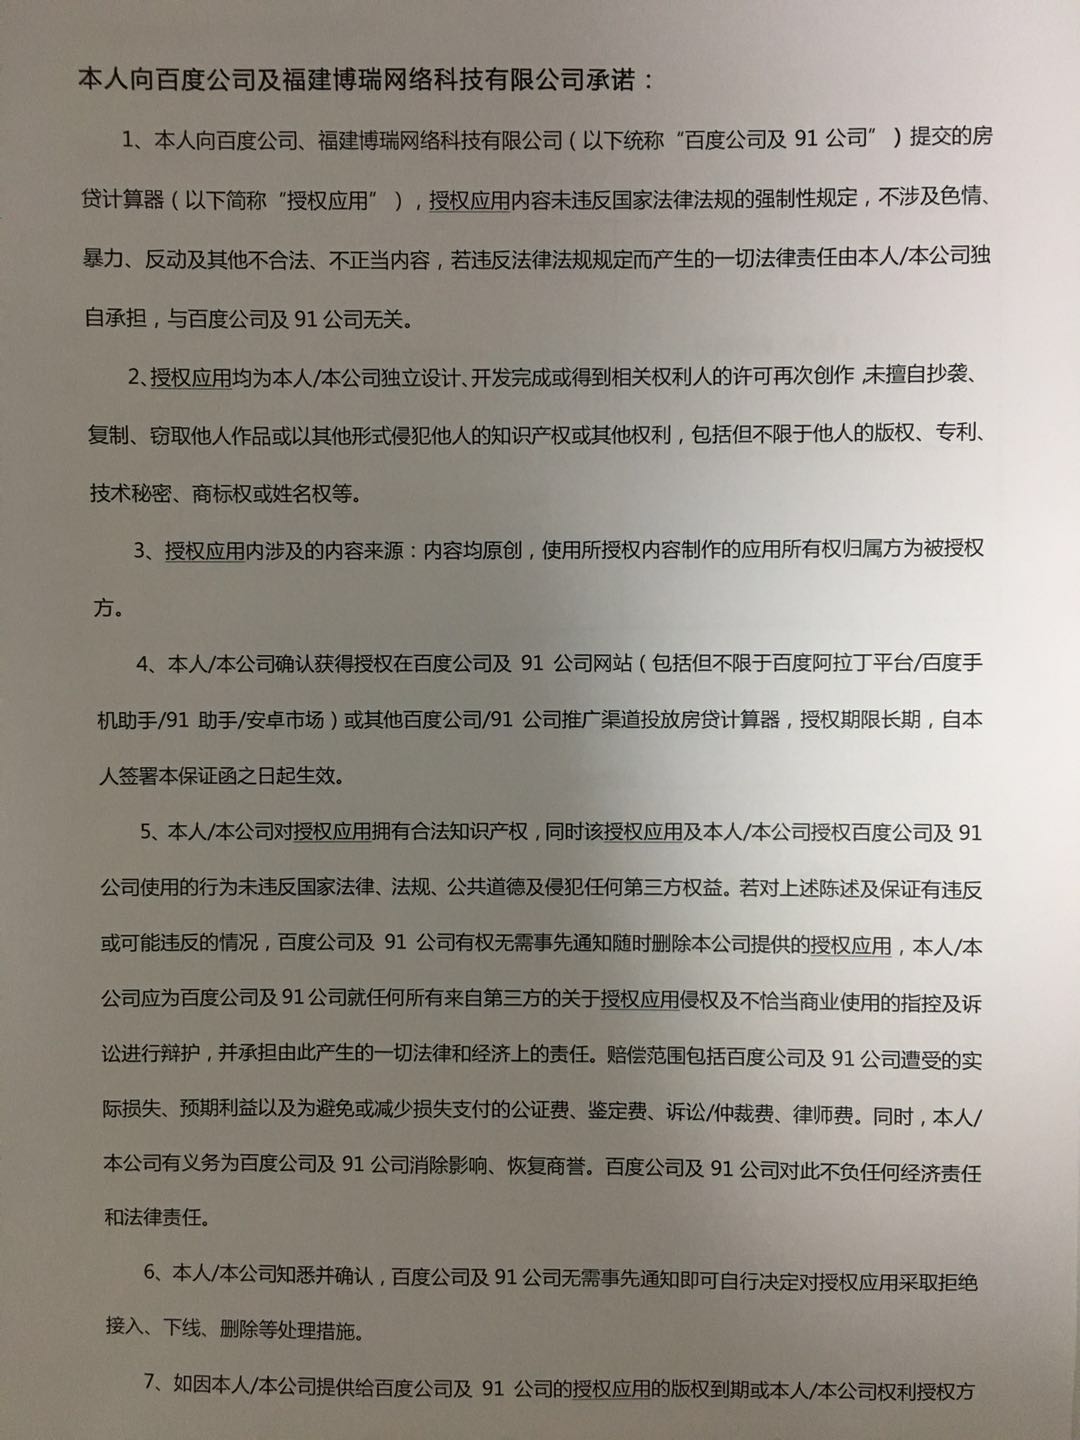 本人向百度公司及福建博瑞网络科技有限公司承诺：
1、本人向百度公司、福建博瑞网络科技有限公司（以下统称“百度公司及 91 公司”）提交的房
贷计算器（以下简称“授权应用”），授权应用内容未违反国家法律法规的强制性规定，不涉及色情、
暴力、反动及其他不合法、不正当内容，若违反法律法规规定而产生的一切法律责任由本人/本公司独
自承担，与百度公司及 91 公司无关。
2、授权应用均为本人/本公司独立设计、开发完成或得到相关权利人的许可再次创作，未擅自抄袭、
复制、窃取他人作品或以其他形式侵犯他人的知识产权或其他权利，包括但不限于他人的版权、专利、
技术秘密、商标权或姓名权等。
3、授权应用内涉及的内容来源：内容均原创，使用所授权内容制作的应用所有权归属方为被授权
方。
4、本人/本公司确认获得授权在百度公司及 91 公司网站（包括但不限于百度阿拉丁平台/百度手
机助手/91 助手/安卓市场）或其他百度公司/91 公司推广渠道投放房贷计算器，授权期限长期，自本
人签署本保证函之日起生效。
5、本人/本公司对授权应用拥有合法知识产权，同时该授权应用及本人/本公司授权百度公司及 91
公司使用的行为未违反国家法律、法规、公共道德及侵犯任何第三方权益。若对上述陈述及保证有违反
或可能违反的情况，百度公司及 91 公司有权无需事先通知随时删除本公司提供的授权应用，本人/本
公司应为百度公司及 91 公司就任何所有来自第三方的关于授权应用侵权及不恰当商业使用的指控及诉
讼进行辩护，并承担由此产生的一切法律和经济上的责任。赔偿范围包括百度公司及 91 公司遭受的实
际损失、预期利益以及为避免或减少损失支付的公证费、鉴定费、诉讼/仲裁费、律师费。同时，本人/
本公司有义务为百度公司及 91 公司消除影响、恢复商誉。百度公司及 91 公司对此不负任何经济责任
和法律责任。
6、本人/本公司知悉并确认，百度公司及 91 公司无需事先通知即可自行决定对授权应用采取拒绝
接入、下线、删除等处理措施。
7、如因本人/本公司提供给百度公司及 91 公司的授权应用的版权到期或本人/本公司权利授权方